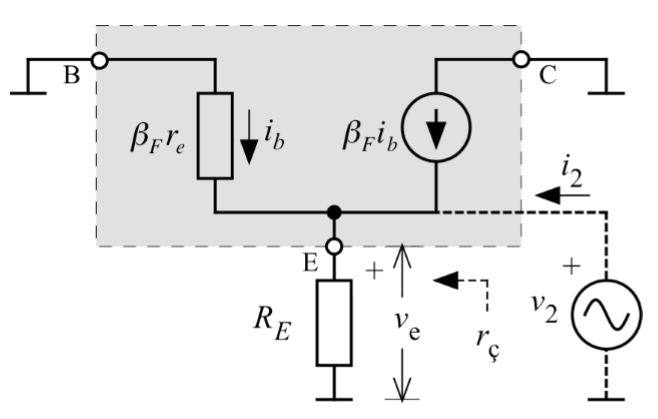 B
C
β_F r_e
i_b
β_F i_b
i_2
E
+
+
R_E
v_e
r_ç
v_2